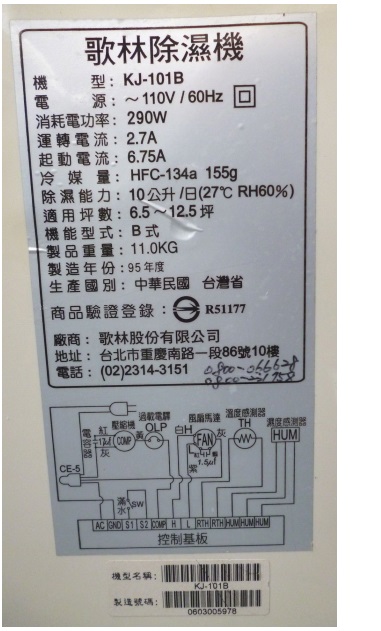 歌林除濕機
機型: KJ-101B
電源: ～110V / 60Hz
消耗電功率: 290W
運轉電流: 2.7A
起動電流: 6.75A
冷媒量: HFC-134a 155g
除濕能力: 10公升/日(27℃ RH60%)
適用坪數: 6.5～12.5坪
機能型式: B式
製品重量: 11.0KG
製造年份: 95年度
生產國別: 中華民國 台灣省
商品驗證登錄: R51177
廠商: 歌林股份有限公司
地址: 台北市重慶南路一段86號10樓
電話: (02)2314-3151
0800-066628
過載電驛
OLP
壓縮機
COMP
紅
黃
灰
電容器
CE-5
白H
風扇馬達
FAN
紫
1.5μf
灰
溫度感測器
TH
濕度感測器
HUM
滿水
SW
AC GND S1 S2 COMP H L RTH RTH HUM HUM HUM
控制基板
機型名稱:
KJ-101B
製造號碼:
0603005978